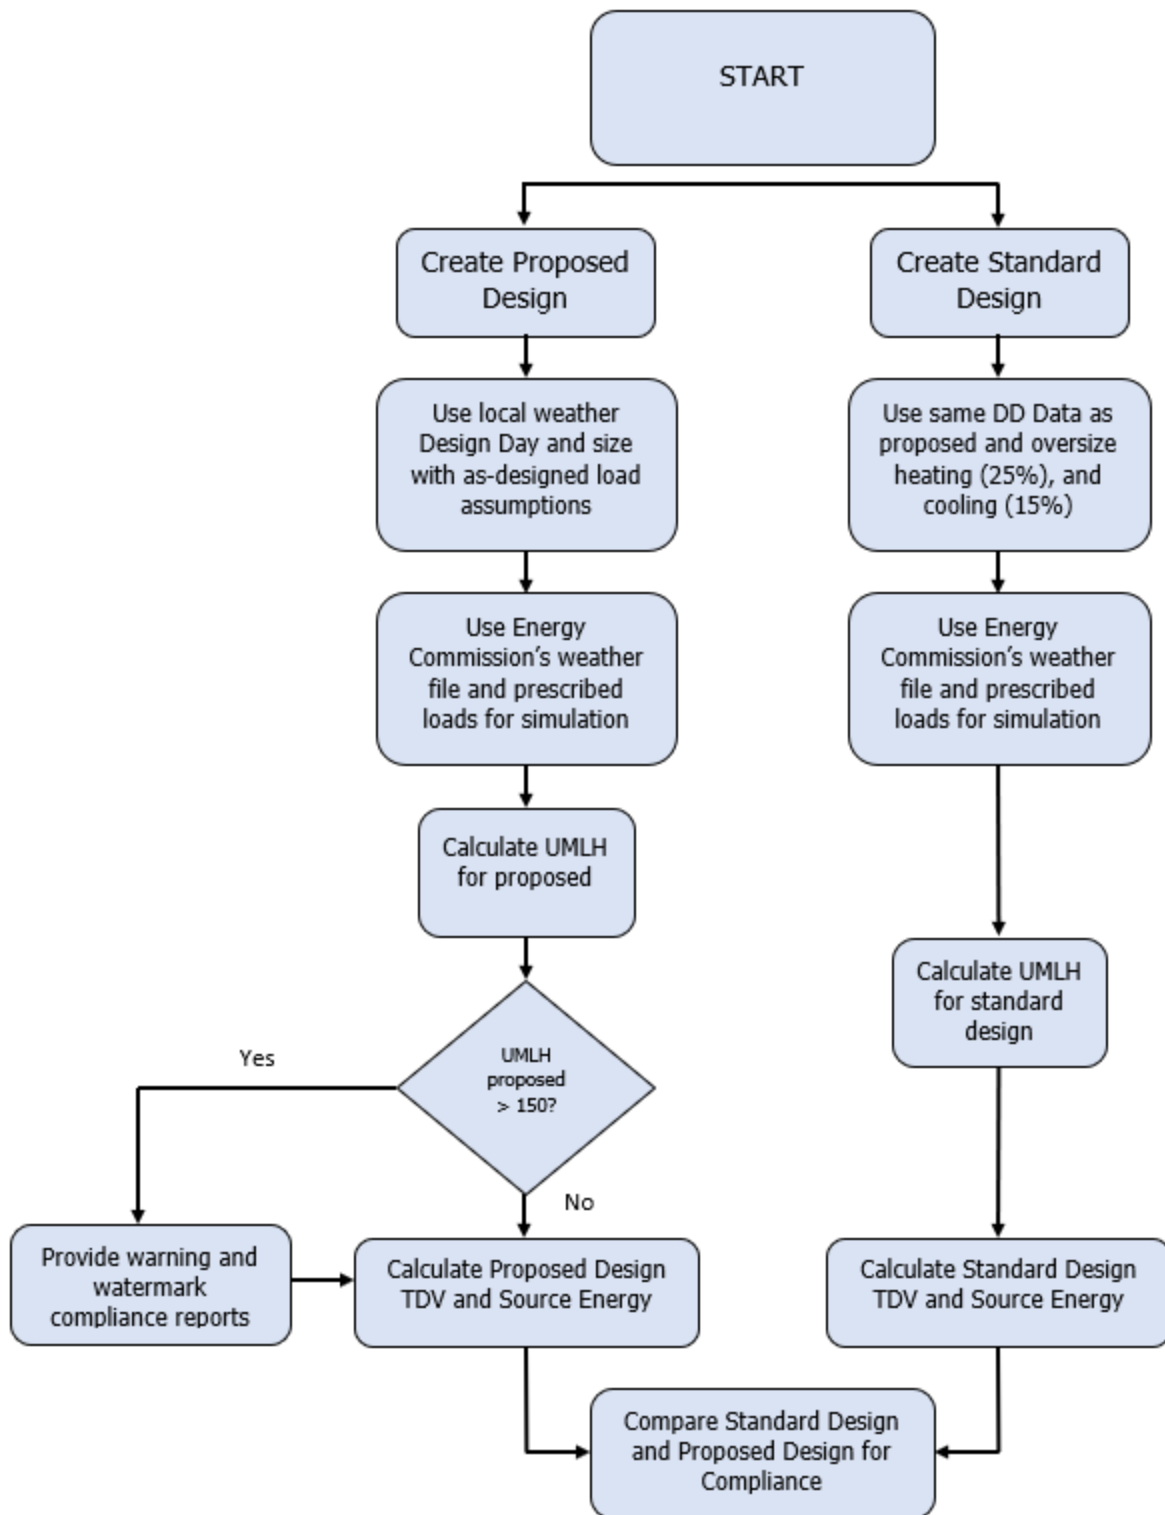 START
Create Proposed
Design
Create Standard
Design
Use local weather
Design Day and size
with as-designed load
assumptions
Use same DD Data as
proposed and oversize
heating (25%), and
cooling (15%)
Use Energy
Commission's weather
file and prescribed
loads for simulation
Use Energy
Commission's weather
file and prescribed
loads for simulation
Calculate UMLH
for proposed
Calculate UMLH
for standard
design
UMLH
proposed
> 150?
Yes
No
Provide warning and
watermark
compliance reports
Calculate Proposed Design
TDV and Source Energy
Calculate Standard Design
TDV and Source Energy
Compare Standard Design
and Proposed Design for
Compliance